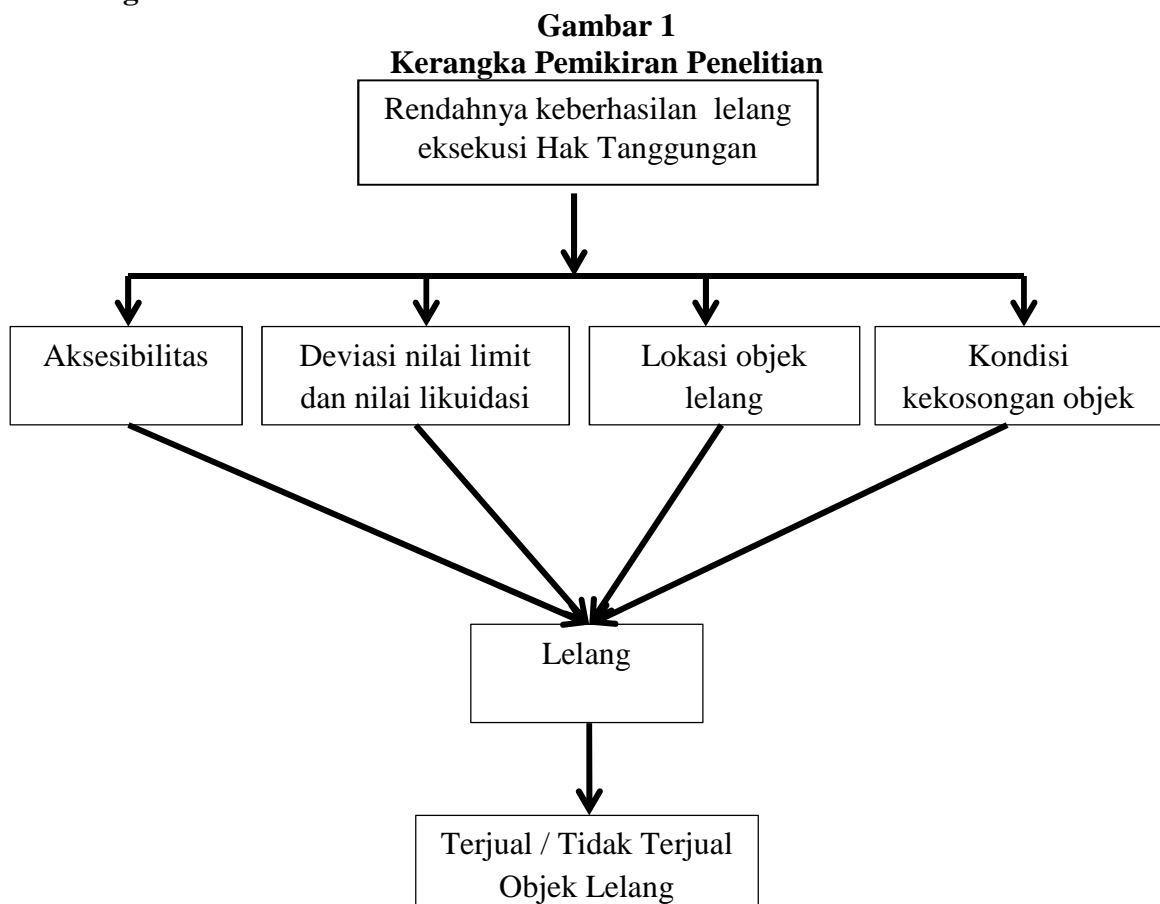 Gambar 1
Kerangka Pemikiran Penelitian
Rendahnya keberhasilan lelang
eksekusi Hak Tanggungan
Aksesibilitas
Deviasi nilai limit
dan nilai likuidasi
Lokasi objek
lelang
Kondisi
kekosongan objek
Lelang
Terjual / Tidak Terjual
Objek Lelang